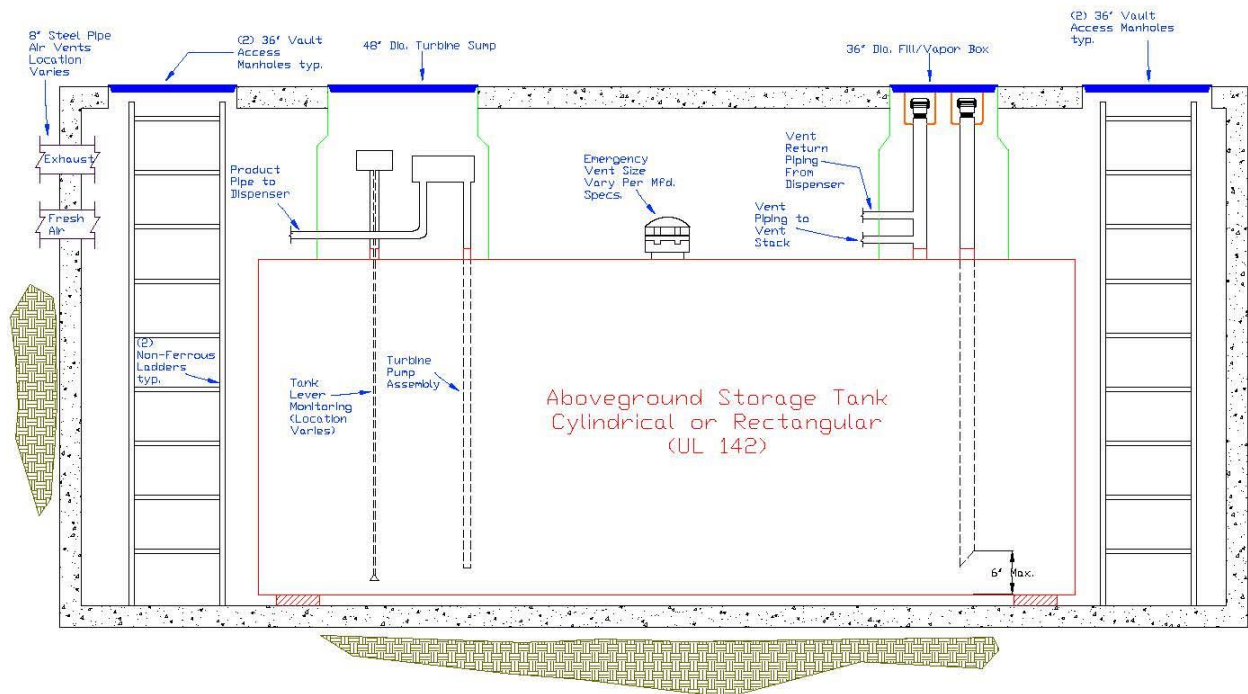 8" Steel Pipe
Air Vents
Location
Varies
(2) 36" Vault
Access
Manholes typ.
48" Dia. Turbine Sump
36" Dia. Fill/Vapor Box
(2) 36" Vault
Access Manholes
typ.
Exhaust
Fresh
Air
Product
Pipe to
Dispenser
Emergency
Vent Size
Vary Per Mfd.
Specs.
Vent
Return
Piping
From
Dispenser
Vent
Piping to
Vent
Stack
(2)
Non-Ferrous
Ladders
typ.
Tank
Lever
Monitoring
(Location
Varies)
Turbine
Pump
Assembly
Aboveground Storage Tank
Cylindrical or Rectangular
(UL 142)
6" Max.